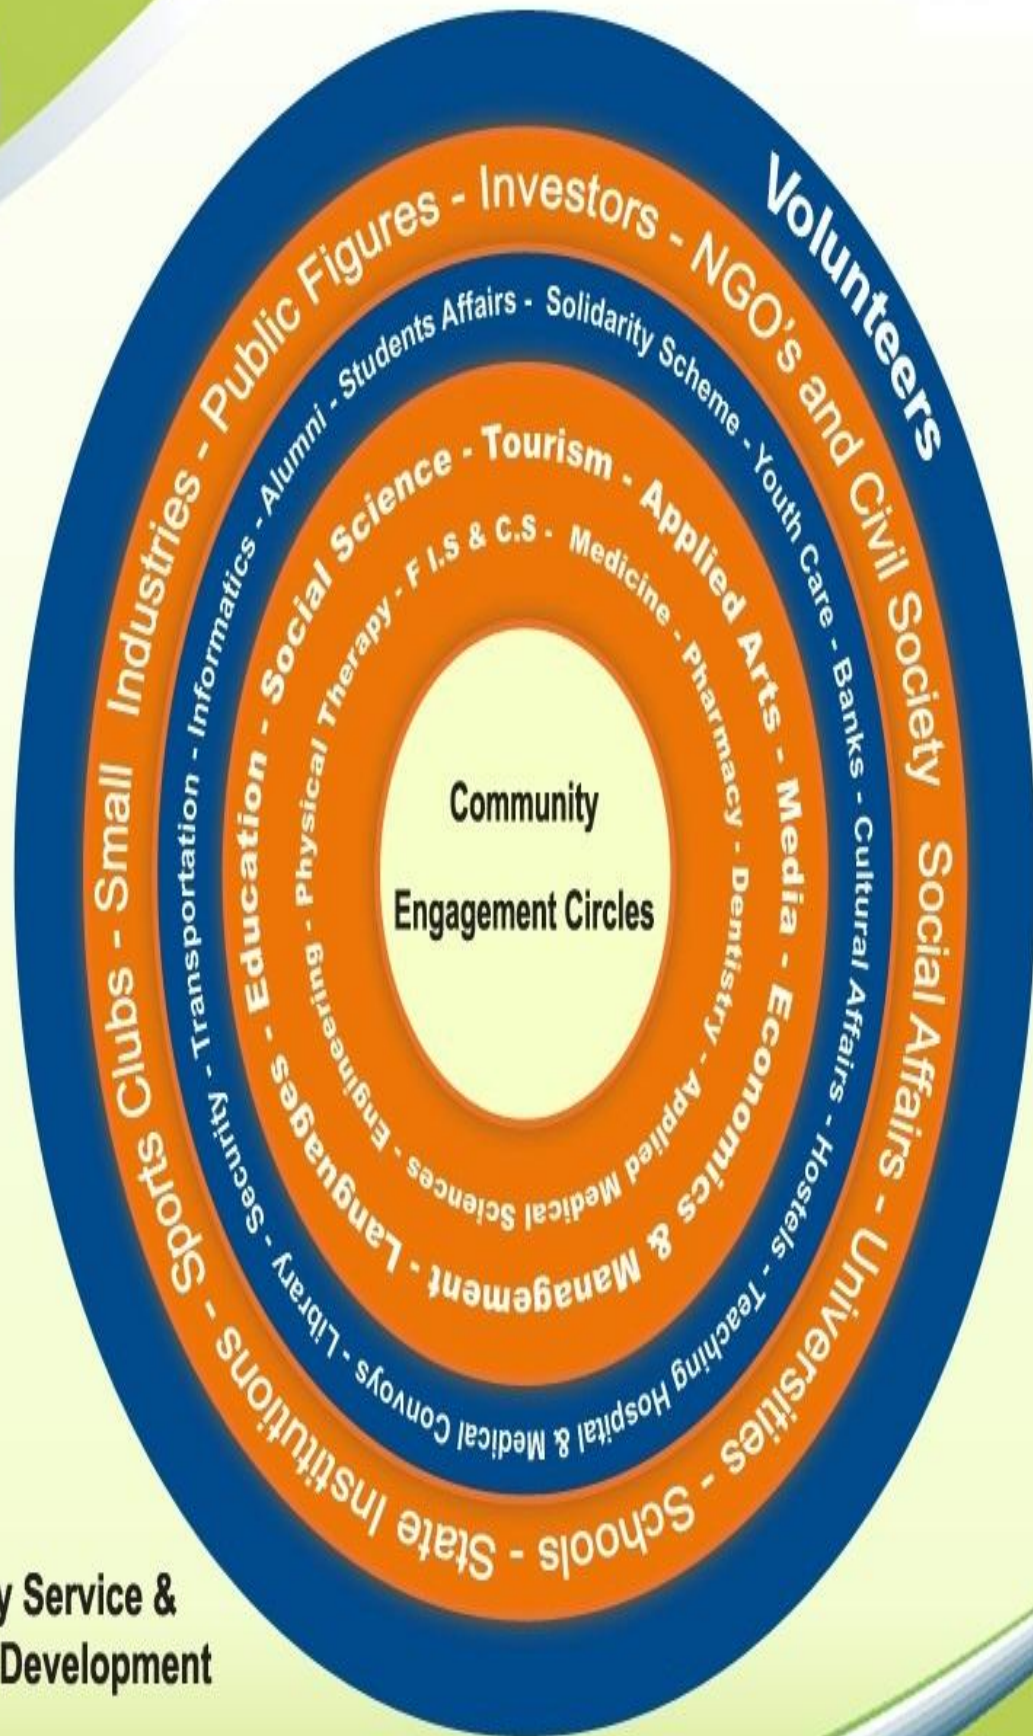 Volunteers
Industries - Public Figures - Investors - NGO's and Civil Society
Social Affairs - Universities - Schools - State Institutions - Sports Clubs - Small
Solidarity Scheme - Youth Care - Banks - Cultural Affairs - Hostels - Teaching Hospital & Medical Convoys - Library - Security - Transportation - Informatics - Alumni - Students Affairs -
Tourism - Applied Arts - Media - Economics & Management - Languages - Education - Social Science -
Medicine - Pharmacy - Dentistry - Applied Medical Sciences - Engineering - Physical Therapy - F I.S & C.S -
Community
Engagement Circles
y Service &
Development